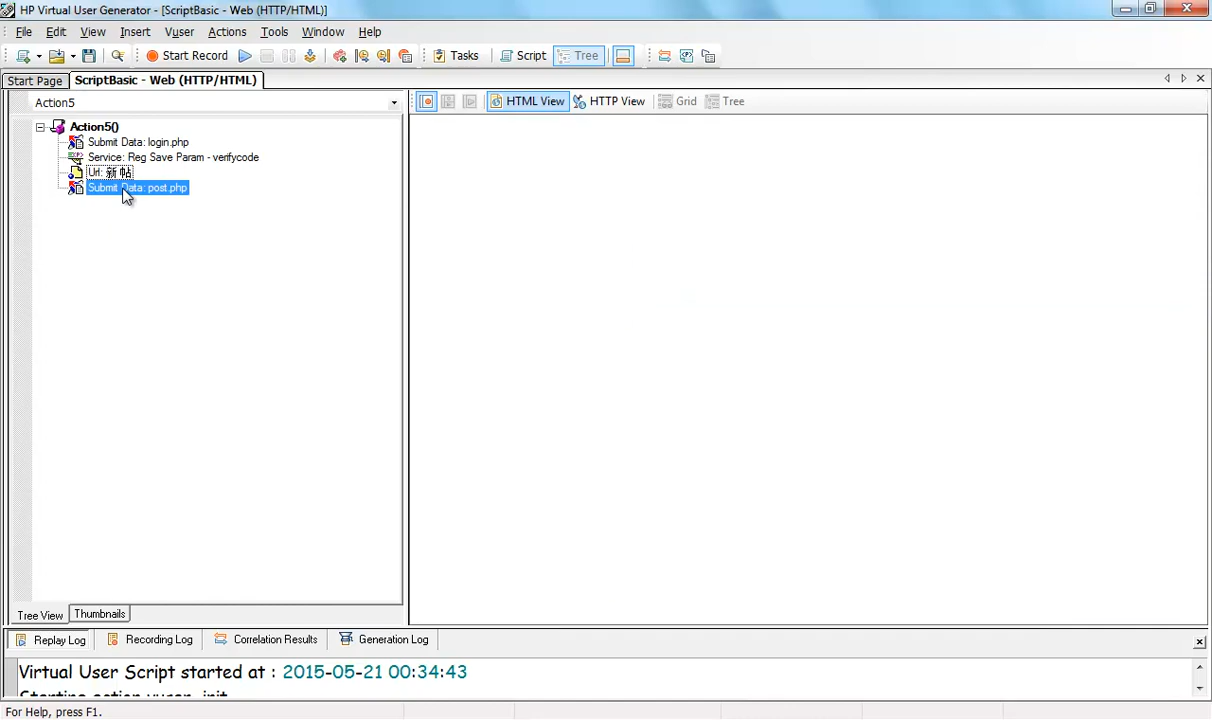 HP Virtual User Generator - [ScriptBasic - Web (HTTP/HTML)]
File Edit View Insert Vuser Actions Tools Window Help
Start Record Tasks Script Tree
Start Page ScriptBasic - Web (HTTP/HTML)
Action5 HTML View HTTP View Grid Tree
Action5()
Submit Data: login.php
Service: Reg Save Param - verifycode
Url: 新帖
Submit Data: post.php
Tree View Thumbnails
Replay Log Recording Log Correlation Results Generation Log
Virtual User Script started at : 2015-05-21 00:34:43
Starting action vuser_init.
For Help, press F1.